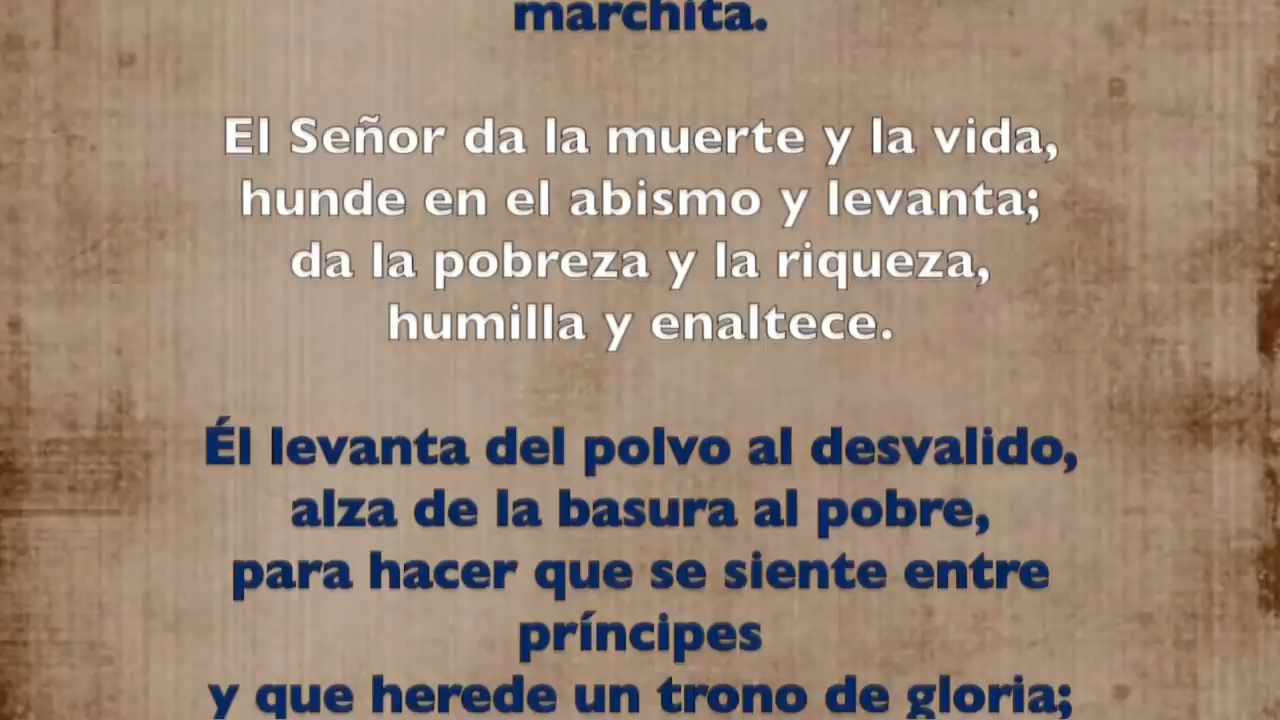 marchita.
El Señor da la muerte y la vida,
hunde en el abismo y levanta;
da la pobreza y la riqueza,
humilla y enaltece.
Él levanta del polvo al desvalido,
alza de la basura al pobre,
para hacer que se siente entre
príncipes
y que herede un trono de gloria;